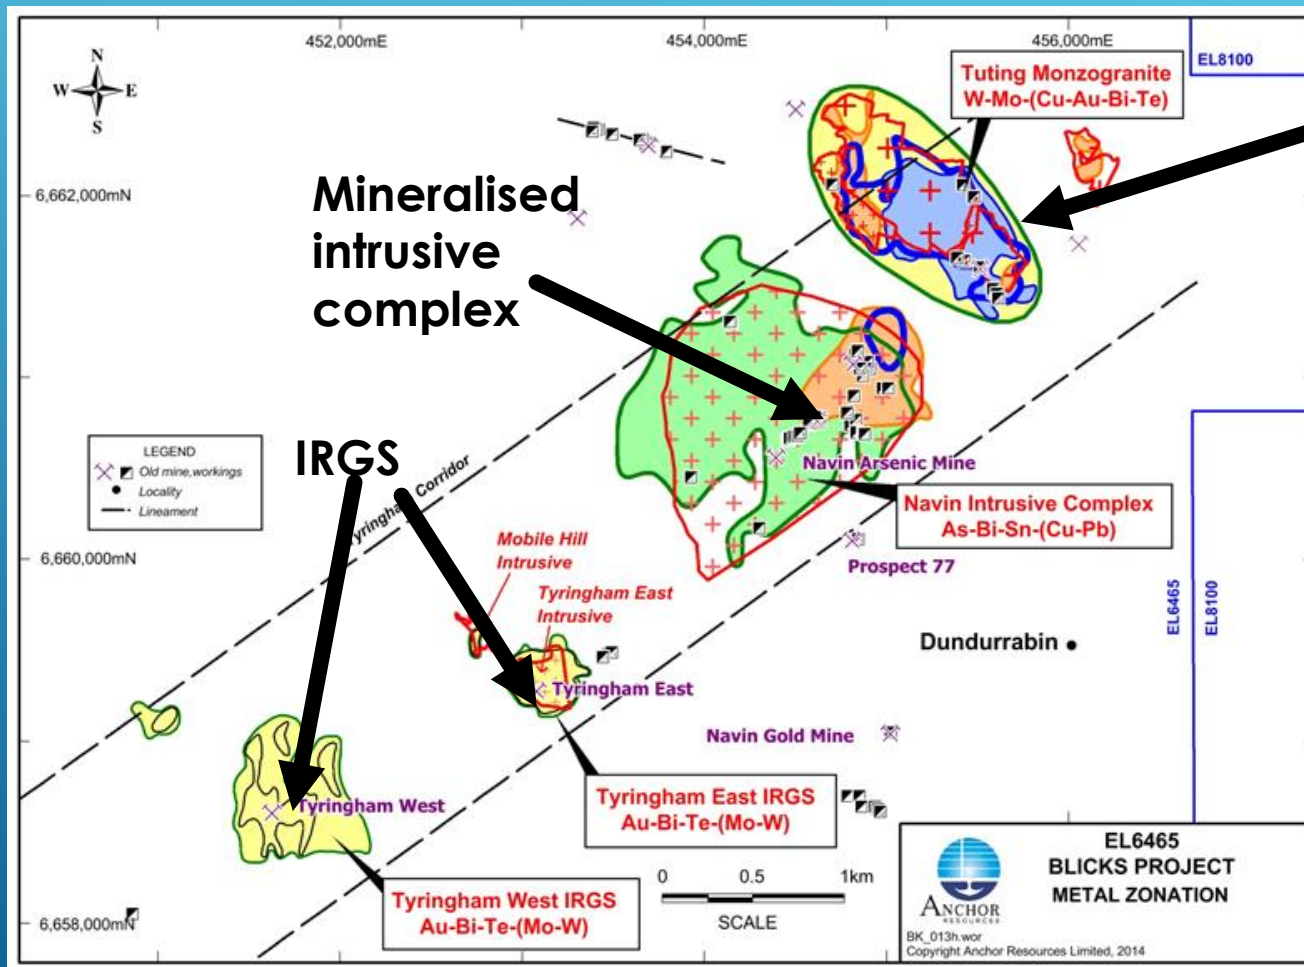 452,000mE
454,000mE
456,000mE
N
W
E
S
EL8100
Tuting Monzogranite
W-Mo-(Cu-Au-Bi-Te)
6,662,000mN
Mineralised
intrusive
complex
IRGS
LEGEND
Old mine,workings
Locality
Lineament
Tyringham Corridor
Navin Arsenic Mine
Navin Intrusive Complex
As-Bi-Sn-(Cu-Pb)
Mobile Hill
Intrusive
6,660,000mN
Prospect 77
Tyringham East
Intrusive
EL6465
EL8100
Dundurrabin
Tyringham East
Navin Gold Mine
Tyringham West
Tyringham East IRGS
Au-Bi-Te-(Mo-W)
Tyringham West IRGS
Au-Bi-Te-(Mo-W)
0
0.5
1km
SCALE
6,658,000mN
EL6465
BLICKS PROJECT
METAL ZONATION
ANCHOR
RESOURCES
BK_013h.wor
Copyright Anchor Resources Limited, 2014